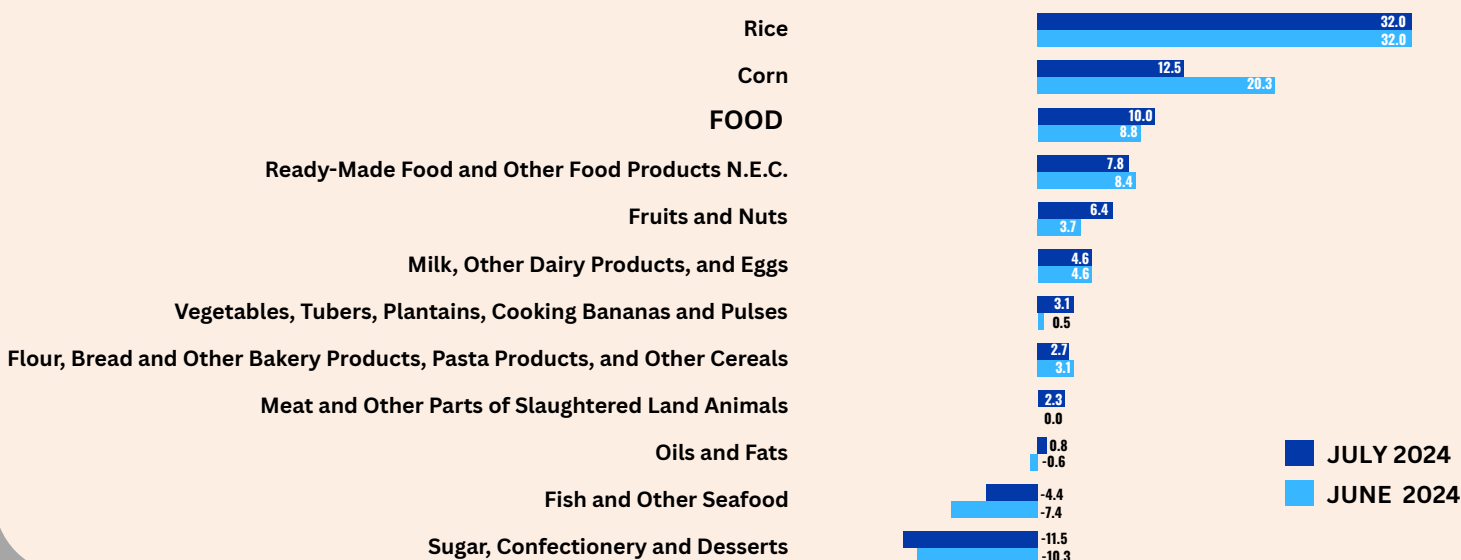 Rice
32.0
32.0
Corn
12.5
20.3
FOOD
10.0
8.8
Ready-Made Food and Other Food Products N.E.C.
7.8
8.4
Fruits and Nuts
6.4
3.7
Milk, Other Dairy Products, and Eggs
4.6
4.6
Vegetables, Tubers, Plantains, Cooking Bananas and Pulses
3.1
0.5
Flour, Bread and Other Bakery Products, Pasta Products, and Other Cereals
2.7
3.1
Meat and Other Parts of Slaughtered Land Animals
2.3
0.0
Oils and Fats
0.8
-0.6
Fish and Other Seafood
-4.4
-7.4
Sugar, Confectionery and Desserts
-11.5
-10.3
JULY 2024
JUNE 2024